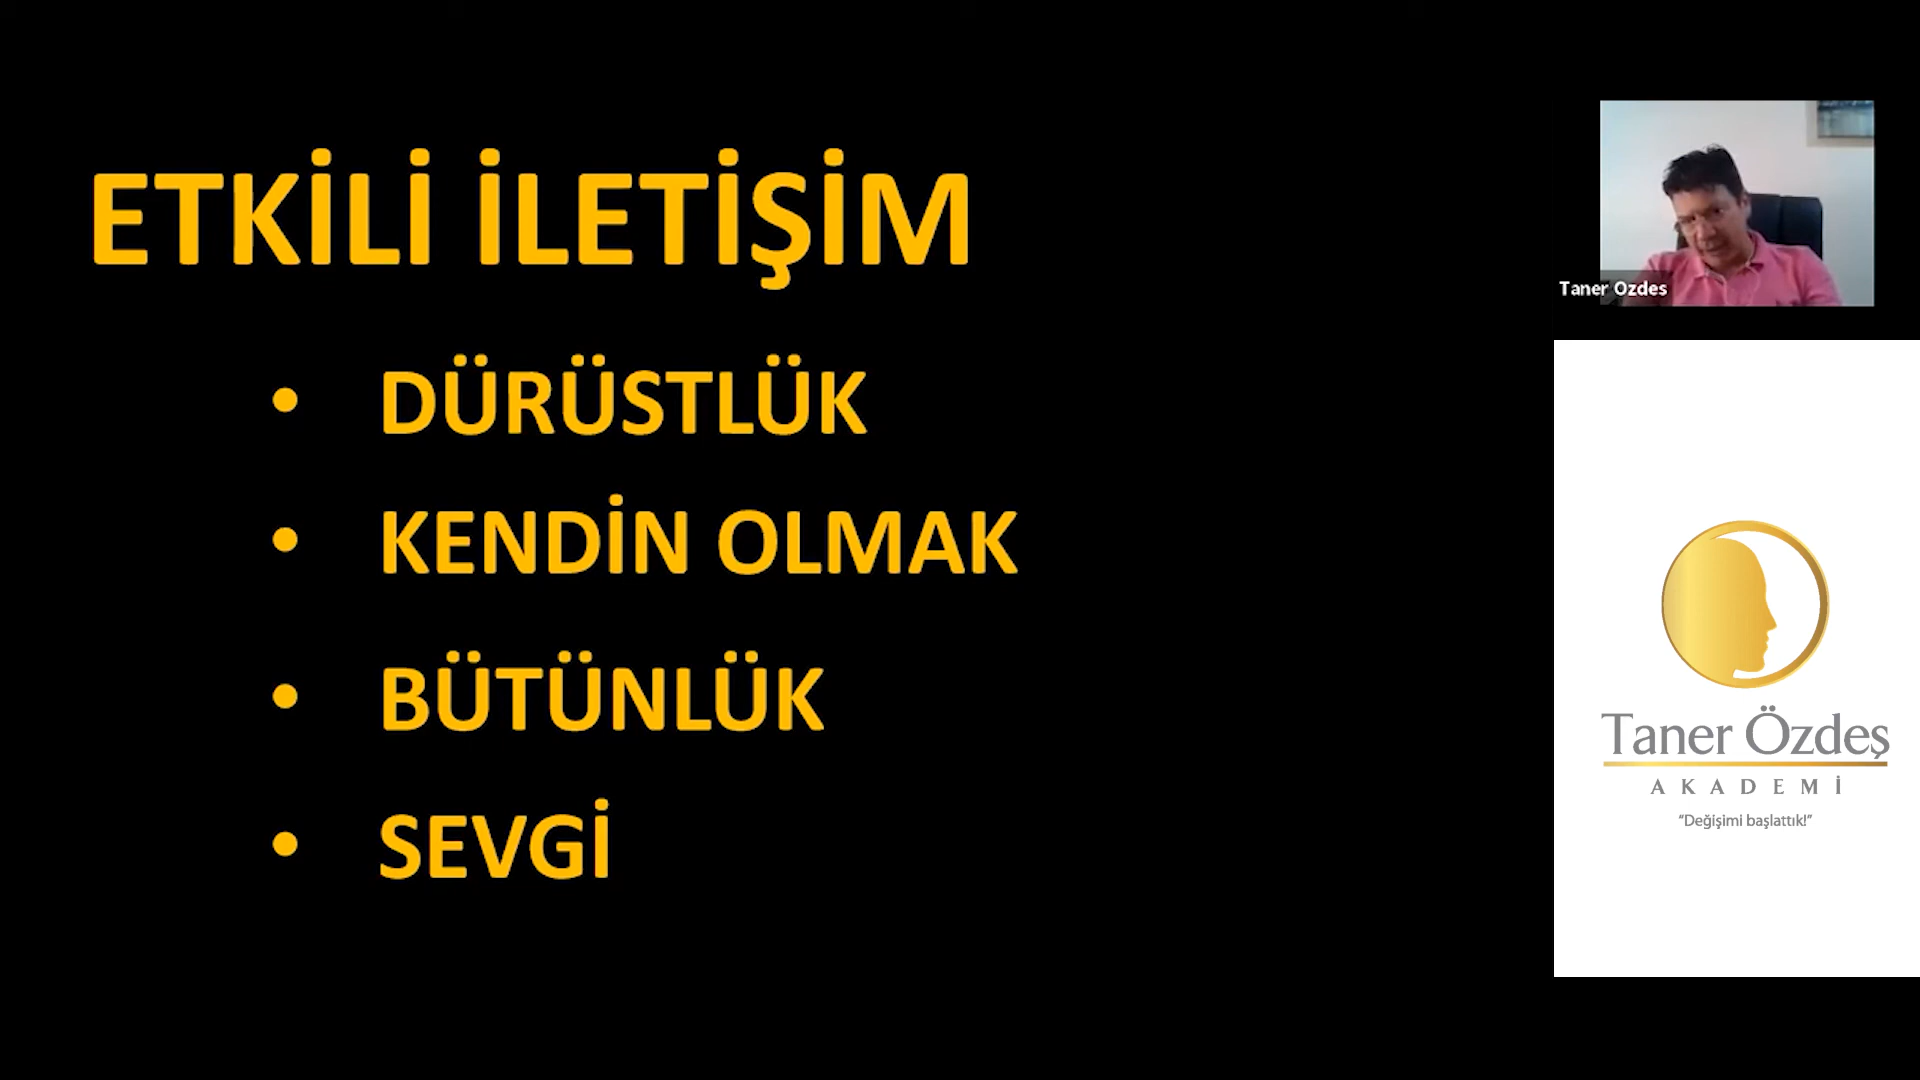 ETKİLİ İLETİŞİM
• DÜRÜSTLÜK
• KENDİN OLMAK
• BÜTÜNLÜK
• SEVGİ
Taner Ozdes
Taner Özdeş
AKADEMİ
“Değişimi başlattık!”